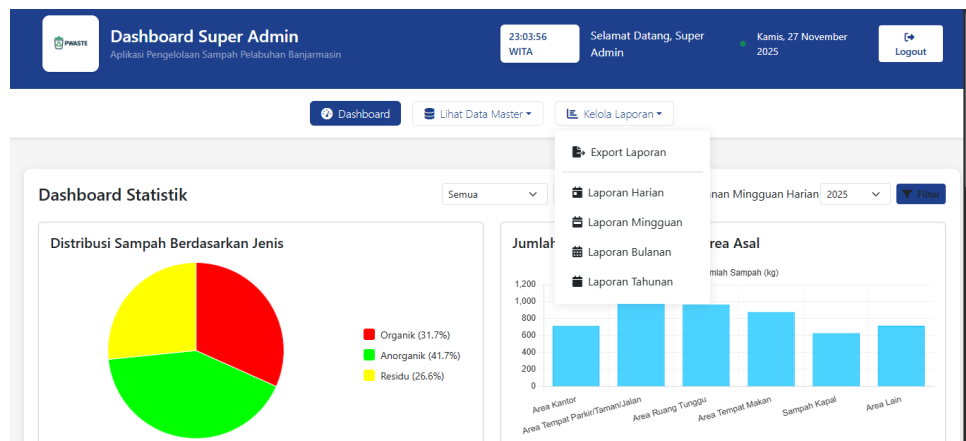 PWASTE
Dashboard Super Admin
Aplikasi Pengelolaan Sampah Pelabuhan Banjarmasin
23:03:56
WITA
Selamat Datang, Super
Admin
Kamis, 27 November
2025
Logout
Dashboard
Lihat Data Master
Kelola Laporan
Export Laporan
Laporan Harian
Laporan Mingguan
Laporan Bulanan
Laporan Tahunan
Dashboard Statistik
Semua
nan Mingguan Harian
2025
Filter
Distribusi Sampah Berdasarkan Jenis
Organik (31.7%)
Anorganik (41.7%)
Residu (26.6%)
Jumlah
rea Asal
mlah Sampah (kg)
1,200
1,000
800
600
400
200
0
Area Kantor
Area Tempat Parkir/Taman/Jalan
Area Ruang Tunggu
Area Tempat Makan
Sampah Kapal
Area Lain